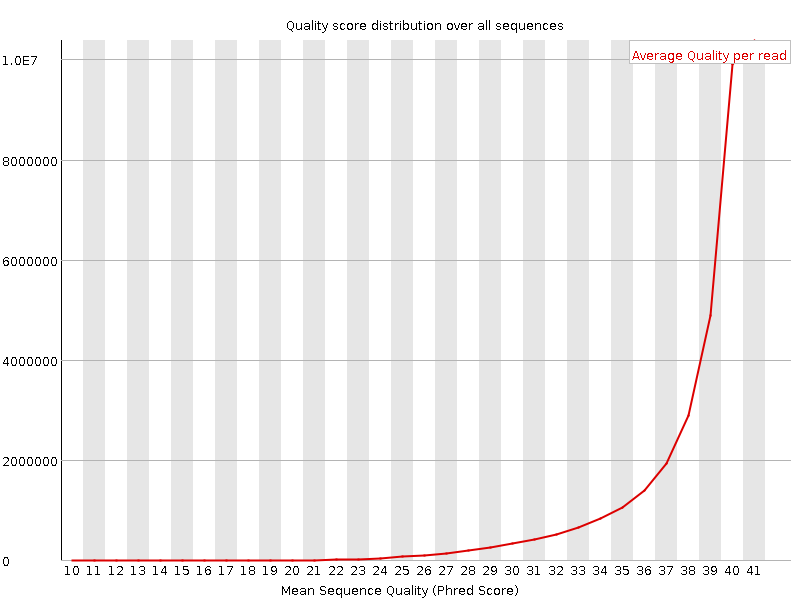 Quality score distribution over all sequences
Average Quality per read
1.0E7
8000000
6000000
4000000
2000000
0
10 11 12 13 14 15 16 17 18 19 20 21 22 23 24 25 26 27 28 29 30 31 32 33 34 35 36 37 38 39 40 41
Mean Sequence Quality (Phred Score)